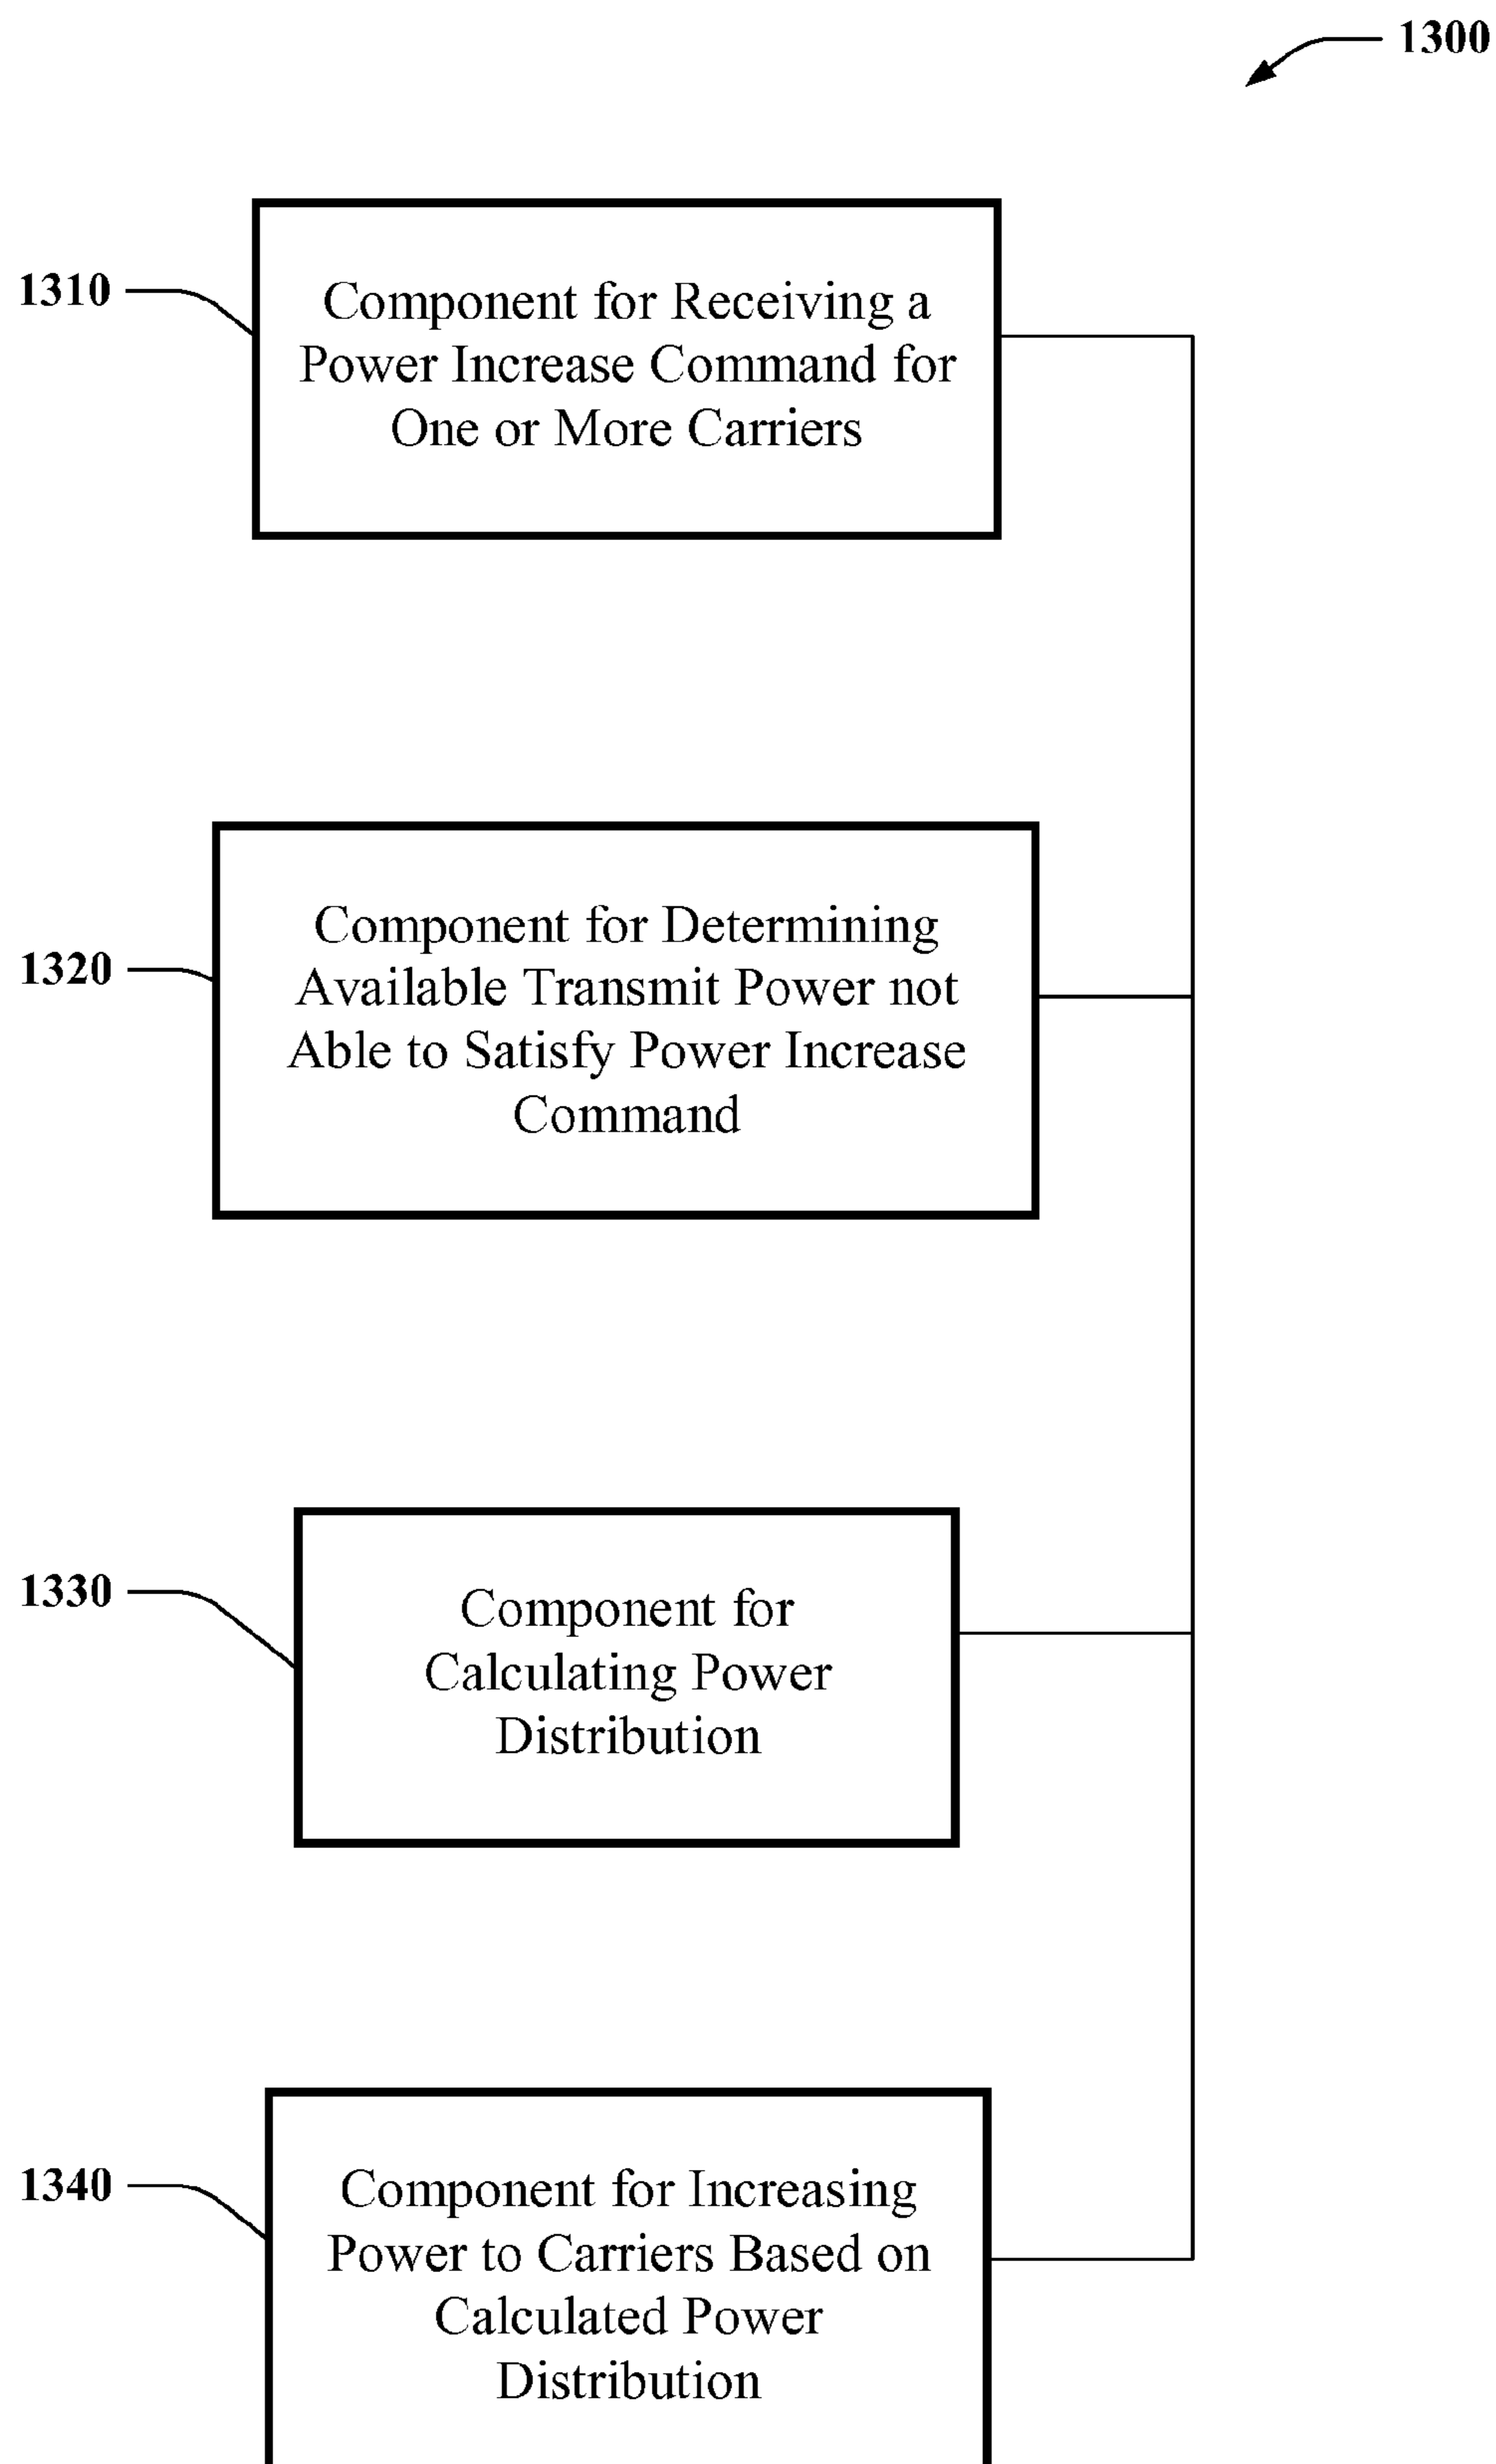 1300
1310
Component for Receiving a
Power Increase Command for
One or More Carriers
1320
Component for Determining
Available Transmit Power not
Able to Satisfy Power Increase
Command
1330
Component for
Calculating Power
Distribution
1340
Component for Increasing
Power to Carriers Based on
Calculated Power
Distribution